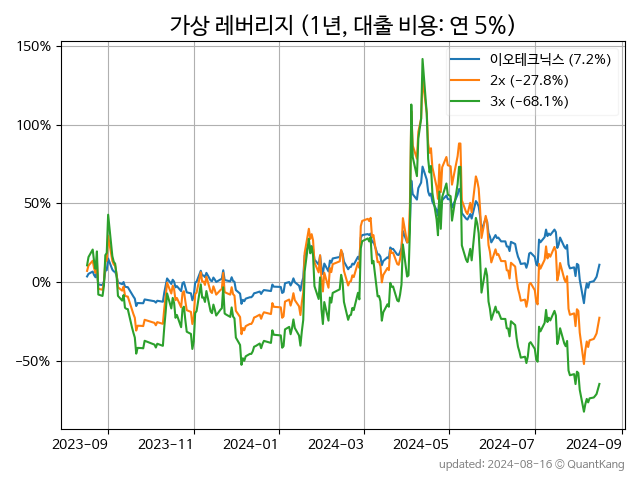 가상 레버리지 (1년, 대출 비용: 연 5%)
150%
100%
50%
0%
−50%
이오테크닉스 (7.2%)
2x (−27.8%)
3x (−68.1%)
2023-09 2023-11 2024-01 2024-03 2024-05 2024-07 2024-09
updated: 2024-08-16 © QuantKang